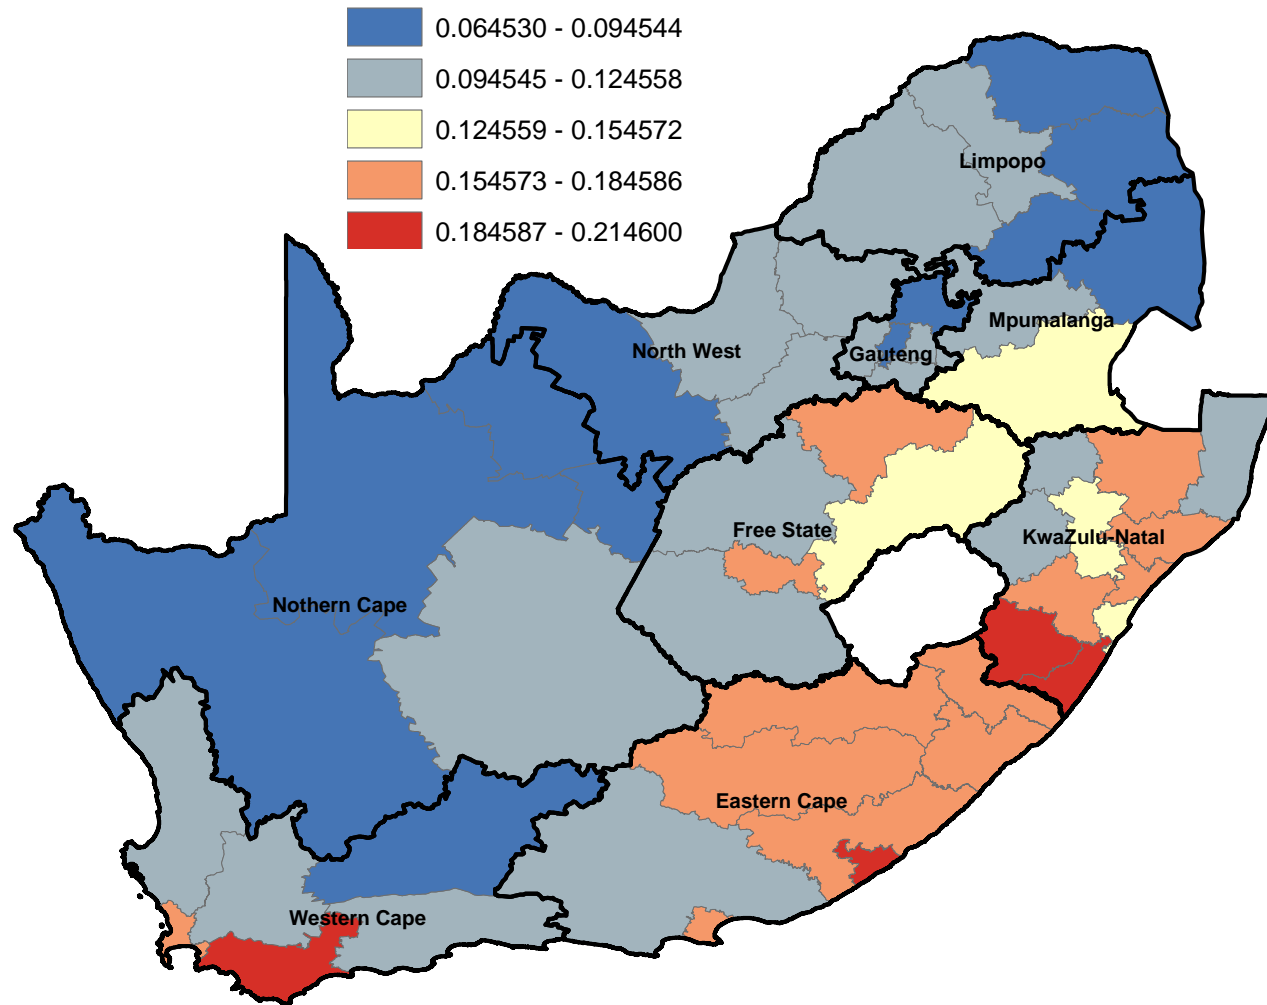 0.064530 - 0.094544
0.094545 - 0.124558
0.124559 - 0.154572
0.154573 - 0.184586
0.184587 - 0.214600
Limpopo
Mpumalanga
North West
Gauteng
Free State
KwaZulu-Natal
Nothern Cape
Eastern Cape
Western Cape